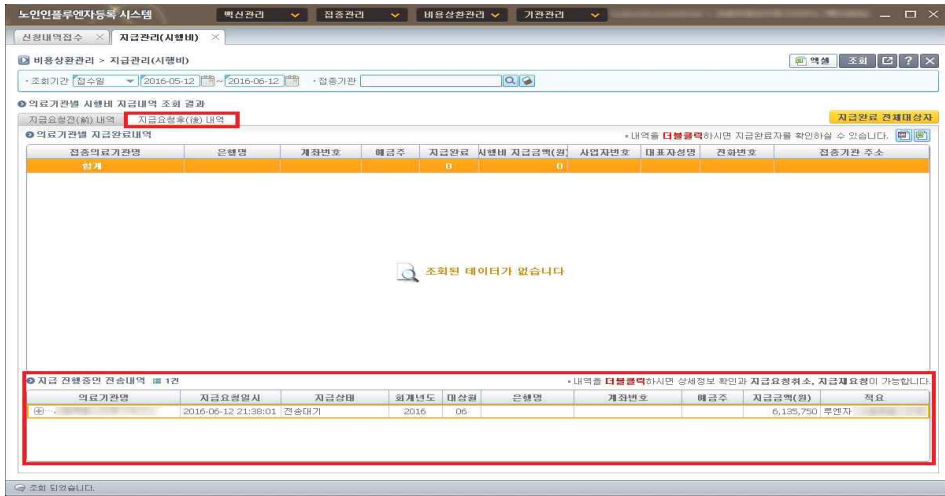 노인인플루엔자등록 시스템 백신관리 접종관리 비용상환관리 기관관리
신청내역접수 지급관리(시행비)
비용상환관리 > 지급관리(시행비) 엑셀 조회
조회기간 접수일 2016-05-12 ~ 2016-06-12 접종기관
의료기관별 시행비 지급내역 조회 결과
지급요청전(前) 내역 지급요청후(後) 내역 지급완료 전체대상자
의료기관별 지급완료내역 내역을 더블클릭하시면 지급완료자를 확인하실 수 있습니다.
접종의료기관명 은행명 계좌번호 예금주 지급완료 시행비 지급금액(원) 사업자번호 대표자성명 전화번호 접종기관 주소
합계 0 0
조회된 데이터가 없습니다
지급 진행중인 전송내역 1건 내역을 더블클릭하시면 상세정보 확인과 지급요청취소, 지급재요청이 가능합니다.
의료기관명 지급요청일시 지급상태 회계년도 대상월 은행명 계좌번호 예금주 지급금액(원) 적요
2016-06-12 21:38:01 전송대기 2016 06 6,135,750 루엔자
조회 되었습니다.